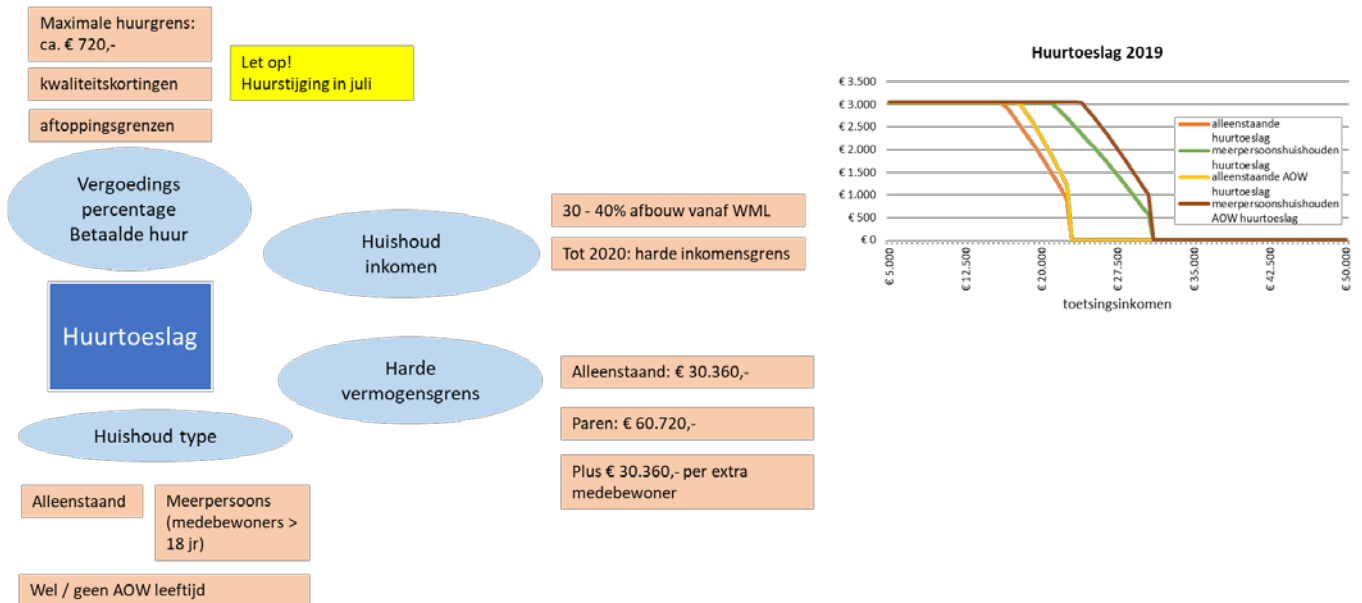 Maximale huurgrens:
ca. € 720,-
kwaliteitskortingen
aftoppingsgrenzen
Let op!
Huurstijging in juli
Vergoedings
percentage
Betaalde huur
Huishoud
inkomen
30 - 40% afbouw vanaf WML
Tot 2020: harde inkomensgrens
Huurtoeslag
Harde
vermogensgrens
Alleenstaand: € 30.360,-
Paren: € 60.720,-
Plus € 30.360,- per extra
medebewoner
Huishoud type
Alleenstaand
Meerpersoons
(medebewoners >
18 jr)
Wel / geen AOW leeftijd
Huurtoeslag 2019
€ 3.500
€ 3.000
€ 2.500
€ 2.000
€ 1.500
€ 1.000
€ 500
€ 0
€ 5.000
€ 12.500
€ 20.000
€ 27.500
€ 35.000
€ 42.500
€ 50.000
toetsingsinkomen
alleenstaande
huurtoeslag
meerpersoonshuishouden
huurtoeslag
alleenstaande AOW
huurtoeslag
meerpersoonshuishouden
AOW huurtoeslag